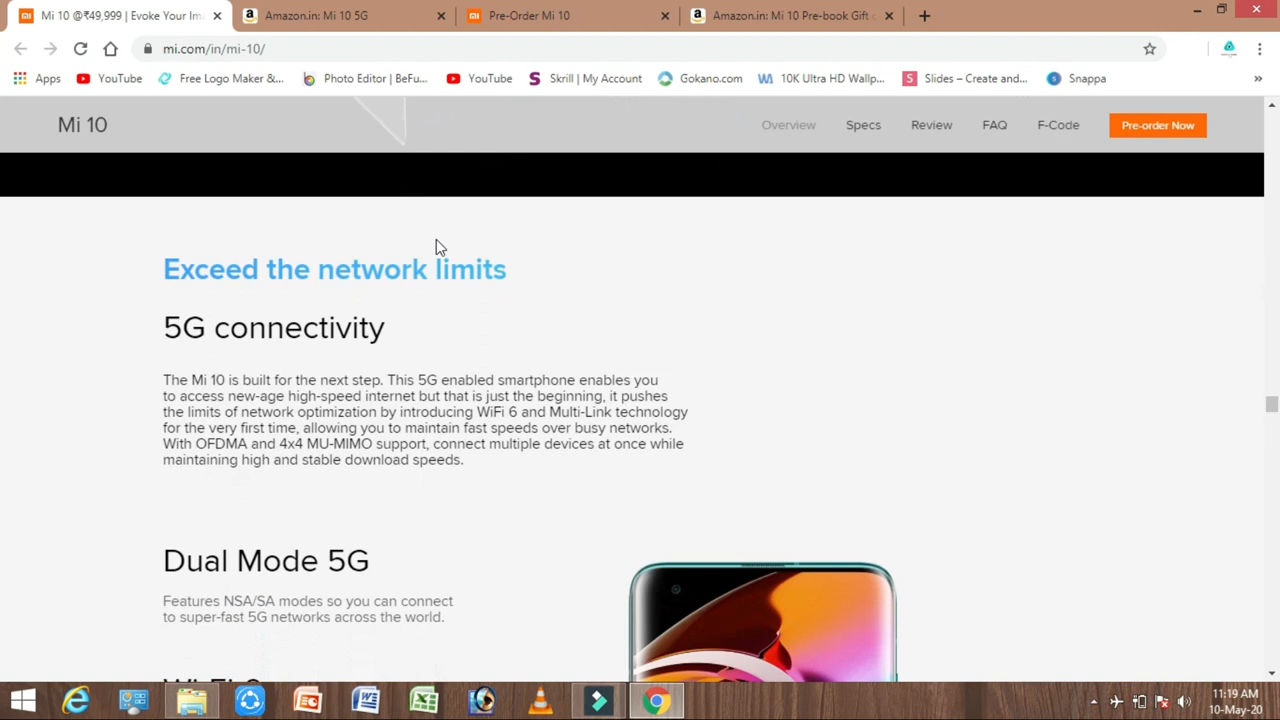 Mi 10 @₹49,999 | Evoke Your Ima
Amazon.in: Mi 10 5G
Pre-Order Mi 10
Amazon.in: Mi 10 Pre-book Gift
mi.com/in/mi-10/
Apps
YouTube
Free Logo Maker &...
Photo Editor | BeFu...
YouTube
Skrill | My Account
Gokano.com
10K Ultra HD Wallp...
Slides – Create and...
Snappa
Mi 10
Overview
Specs
Review
FAQ
F-Code
Pre-order Now
Exceed the network limits
5G connectivity
The Mi 10 is built for the next step. This 5G enabled smartphone enables you
to access new-age high-speed internet but that is just the beginning, it pushes
the limits of network optimization by introducing WiFi 6 and Multi-Link technology
for the very first time, allowing you to maintain fast speeds over busy networks.
With OFDMA and 4x4 MU-MIMO support, connect multiple devices at once while
maintaining high and stable download speeds.
Dual Mode 5G
Features NSA/SA modes so you can connect
to super-fast 5G networks across the world.
11:19 AM
10-May-20